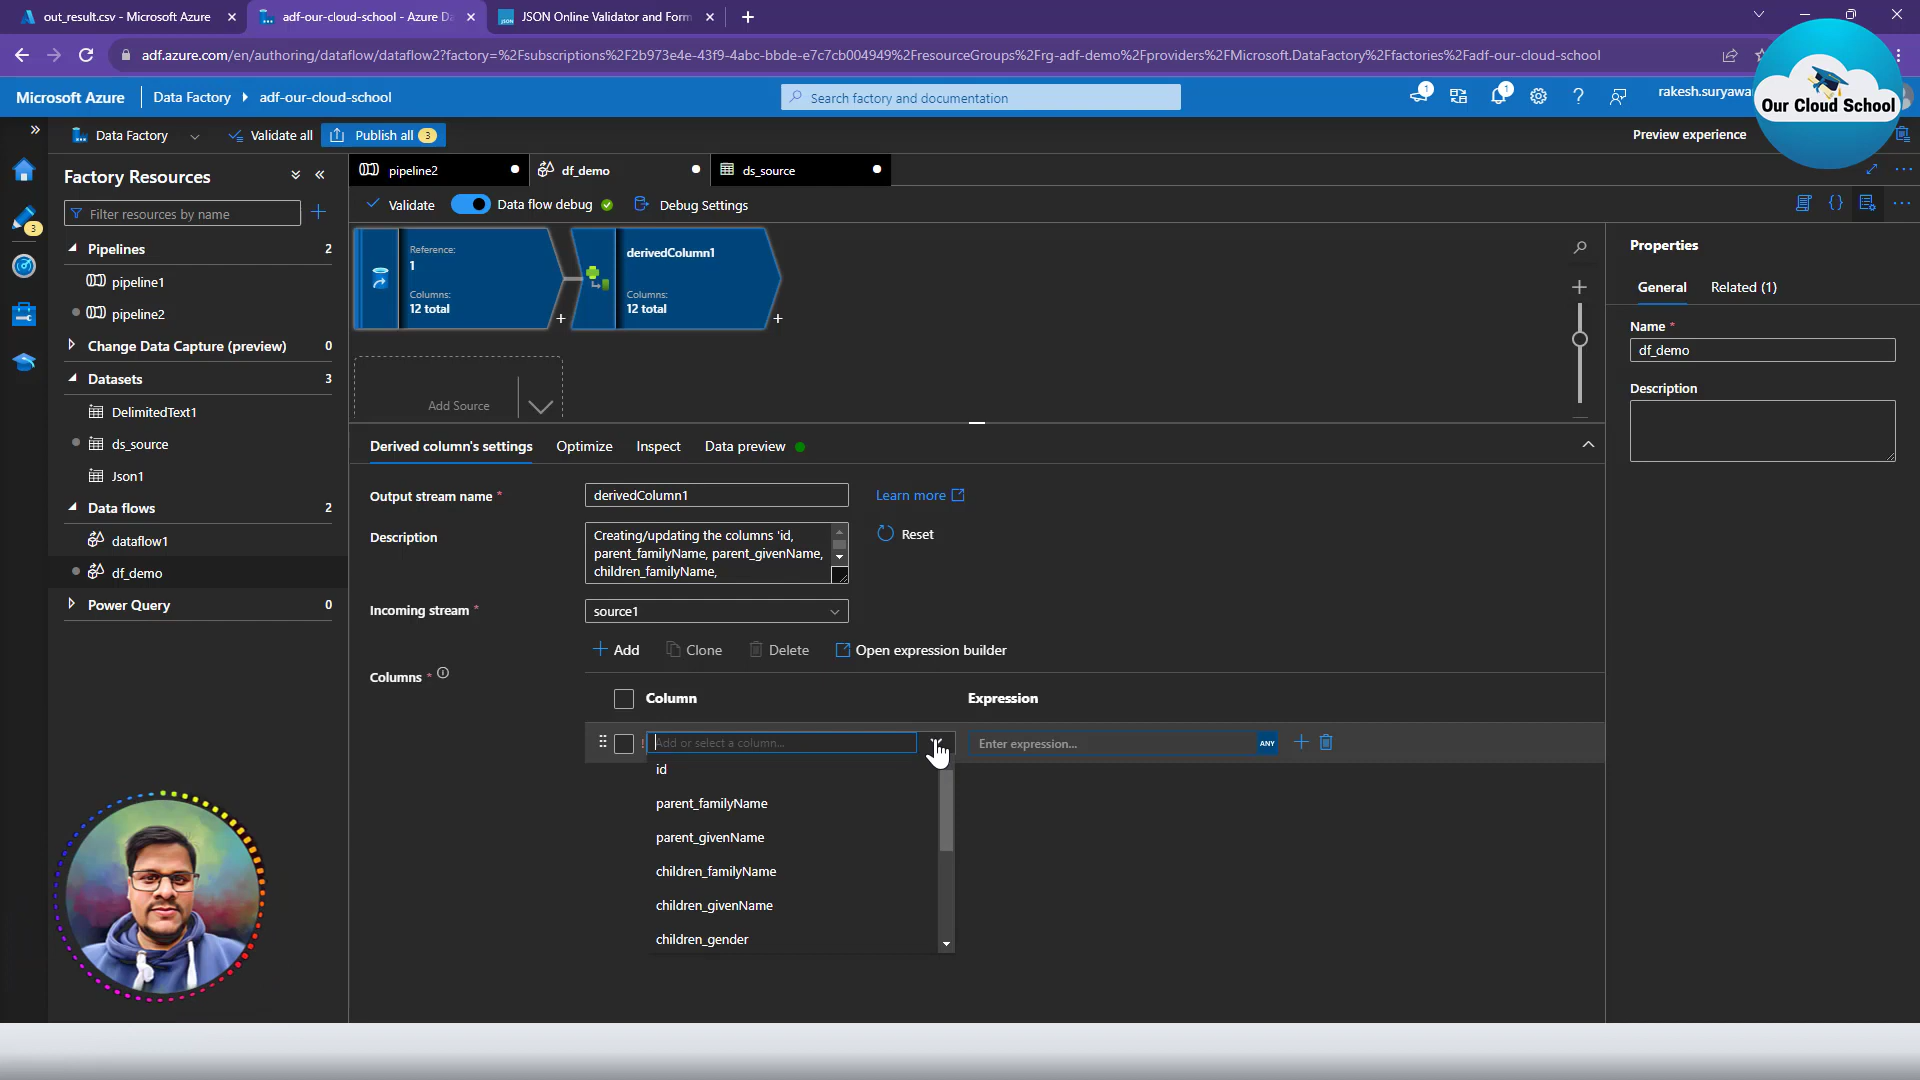 out_result.csv - Microsoft Azure
adf-our-cloud-school - Azure Da
JSON Online Validator and Form
adf.azure.com/en/authoring/dataflow/dataflow2?factory=%2Fsubscriptions%2F2b973e4e-43f9-4abc-bbde-e7c7cb004949%2FresourceGroups%2Frg-adf-demo%2Fproviders%2FMicrosoft.DataFactory%2Ffactories%2Fadf-our-cloud-school
Microsoft Azure
Data Factory
adf-our-cloud-school
Search factory and documentation
1
1
rakesh.suryawa
Our Cloud School
Data Factory
Validate all
Publish all
3
Preview experience
Factory Resources
Filter resources by name
3
Pipelines
2
pipeline1
pipeline2
Change Data Capture (preview)
0
Datasets
3
DelimitedText1
ds_source
Json1
Data flows
2
dataflow1
df_demo
Power Query
0
pipeline2
df_demo
ds_source
Validate
Data flow debug
Debug Settings
Reference:
1
Columns:
12 total
derivedColumn1
Columns:
12 total
Add Source
Derived column's settings
Optimize
Inspect
Data preview
Output stream name *
derivedColumn1
Learn more
Description
Creating/updating the columns 'id,
parent_familyName, parent_givenName,
children_familyName,
Reset
Incoming stream *
source1
Add
Clone
Delete
Open expression builder
Columns *
Column
Expression
Add or select a column...
Enter expression...
ANY
id
parent_familyName
parent_givenName
children_familyName
children_givenName
children_gender
Properties
General
Related (1)
Name *
df_demo
Description